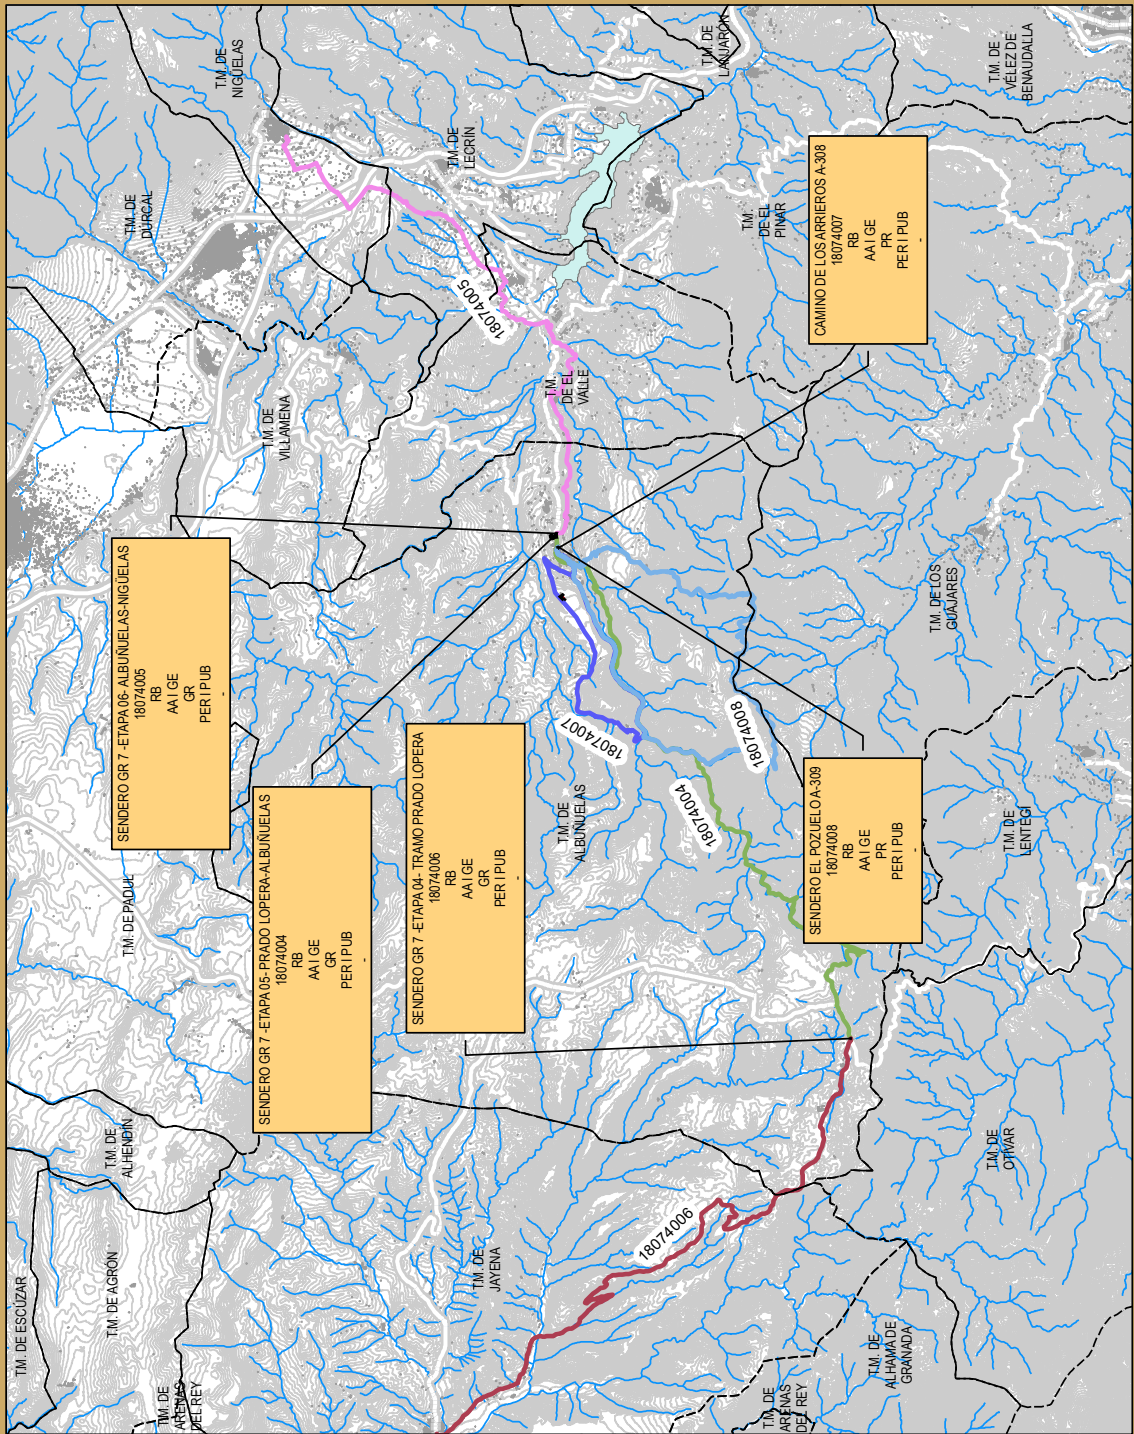 T.M. DE ESCÚZAR
T.M. DE AGRÓN
T.M. DE
ARENAS
DEL REY
T.M. DE
ALHENDÍN
T.M. DE PADUL
T.M. DE
VILLAMENA
T.M. DE
DÚRCAL
T.M. DE
NIGÜELAS
T.M. DE
LECRÍN
T.M. DE
LANJARÓN
T.M. DE
VÉLEZ DE
BENAUDALLA
T.M.
DE EL
PINAR
T.M.
DE EL
VALLE
T.M. DE
ALBUÑUELAS
T.M. DE
JAYENA
T.M. DE
ARENAS
DEL REY
T.M. DE
ALHAMA DE
GRANADA
T.M. DE
OTÍVAR
T.M. DE
LENTEGÍ
T.M. DE LOS
GUAJARES
SENDERO GR 7 -ETAPA 06- ALBUÑUELAS-NIGÜELAS
18074005
RB
AA I GE
GR
PER I PUB
-
SENDERO GR 7 -ETAPA 05- PRADO LOPERA-ALBUÑUELAS
18074004
RB
AA I GE
GR
PER I PUB
-
SENDERO GR 7 -ETAPA 04- TRAMO PRADO LOPERA
18074006
RB
AA I GE
GR
PER I PUB
-
CAMINO DE LOS ARRIEROS A-308
18074007
RB
AA I GE
PR
PER I PUB
-
SENDERO EL POZUELO A-309
18074008
RB
AA I GE
PR
PER I PUB
-
18074005
18074007
18074008
18074004
18074006